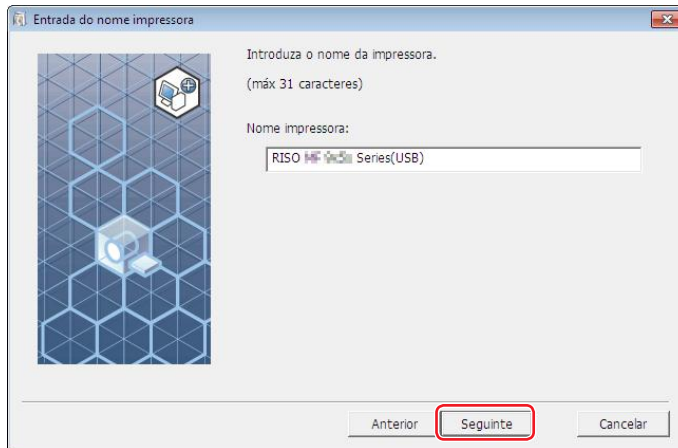 Entrada do nome impressora
Introduza o nome da impressora.
(máx 31 caracteres)
Nome impressora:
RISO Series(USB)
Anterior Seguinte Cancelar